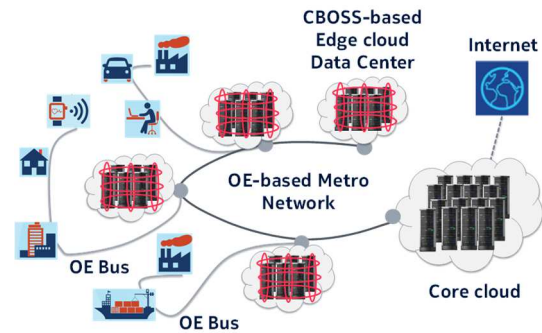 CBOSS-based
Edge cloud
Data Center
Internet
OE-based Metro
Network
OE Bus
Core cloud
OE Bus